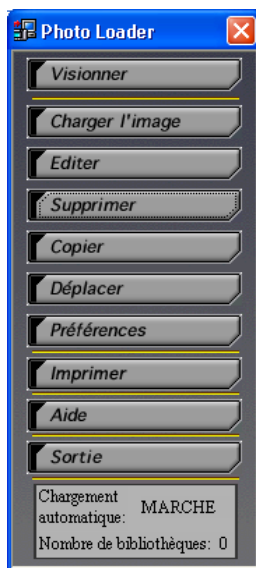 Photo Loader
Visionner
Charger l'image
Editer
Supprimer
Copier
Déplacer
Préférences
Imprimer
Aide
Sortie
Chargement
automatique: MARCHE
Nombre de bibliothèques: 0